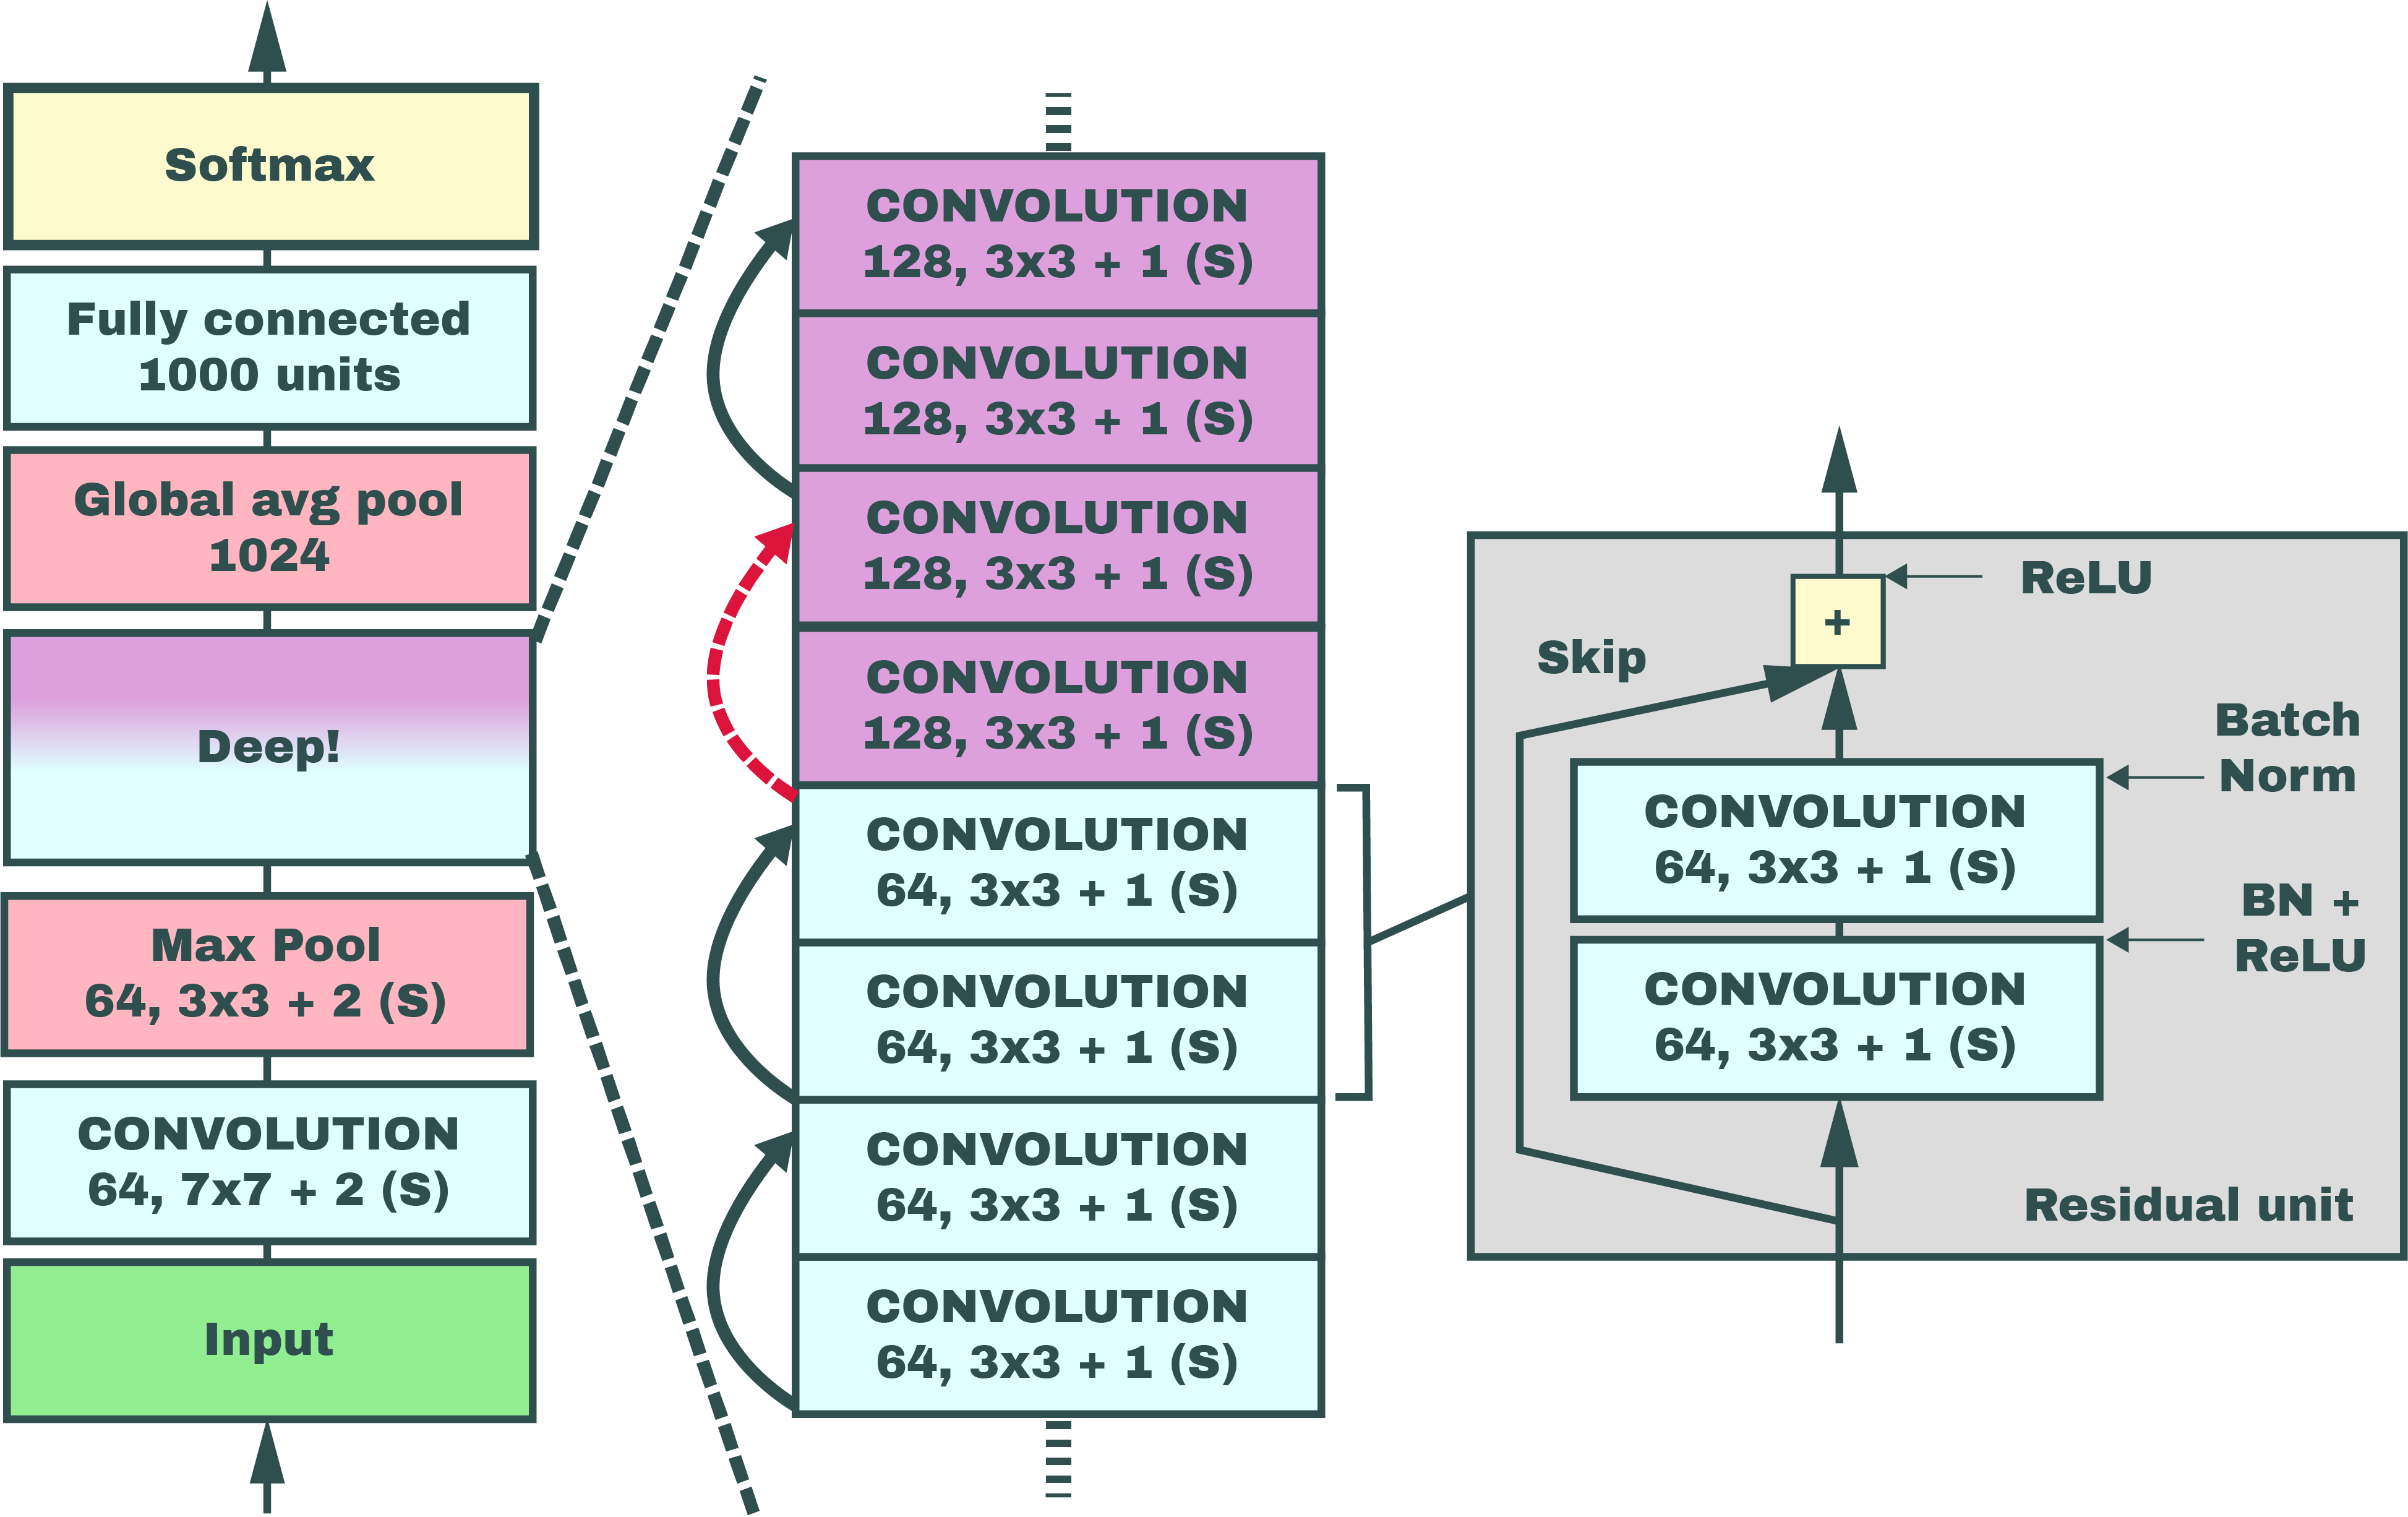 Softmax
Fully connected
1000 units
Global avg pool
1024
Deep!
Max Pool
64, 3x3 + 2 (S)
CONVOLUTION
64, 7x7 + 2 (S)
Input
CONVOLUTION
128, 3x3 + 1 (S)
CONVOLUTION
128, 3x3 + 1 (S)
CONVOLUTION
128, 3x3 + 1 (S)
CONVOLUTION
128, 3x3 + 1 (S)
CONVOLUTION
64, 3x3 + 1 (S)
CONVOLUTION
64, 3x3 + 1 (S)
CONVOLUTION
64, 3x3 + 1 (S)
CONVOLUTION
64, 3x3 + 1 (S)
ReLU
+
Skip
Batch
Norm
CONVOLUTION
64, 3x3 + 1 (S)
BN +
ReLU
CONVOLUTION
64, 3x3 + 1 (S)
Residual unit